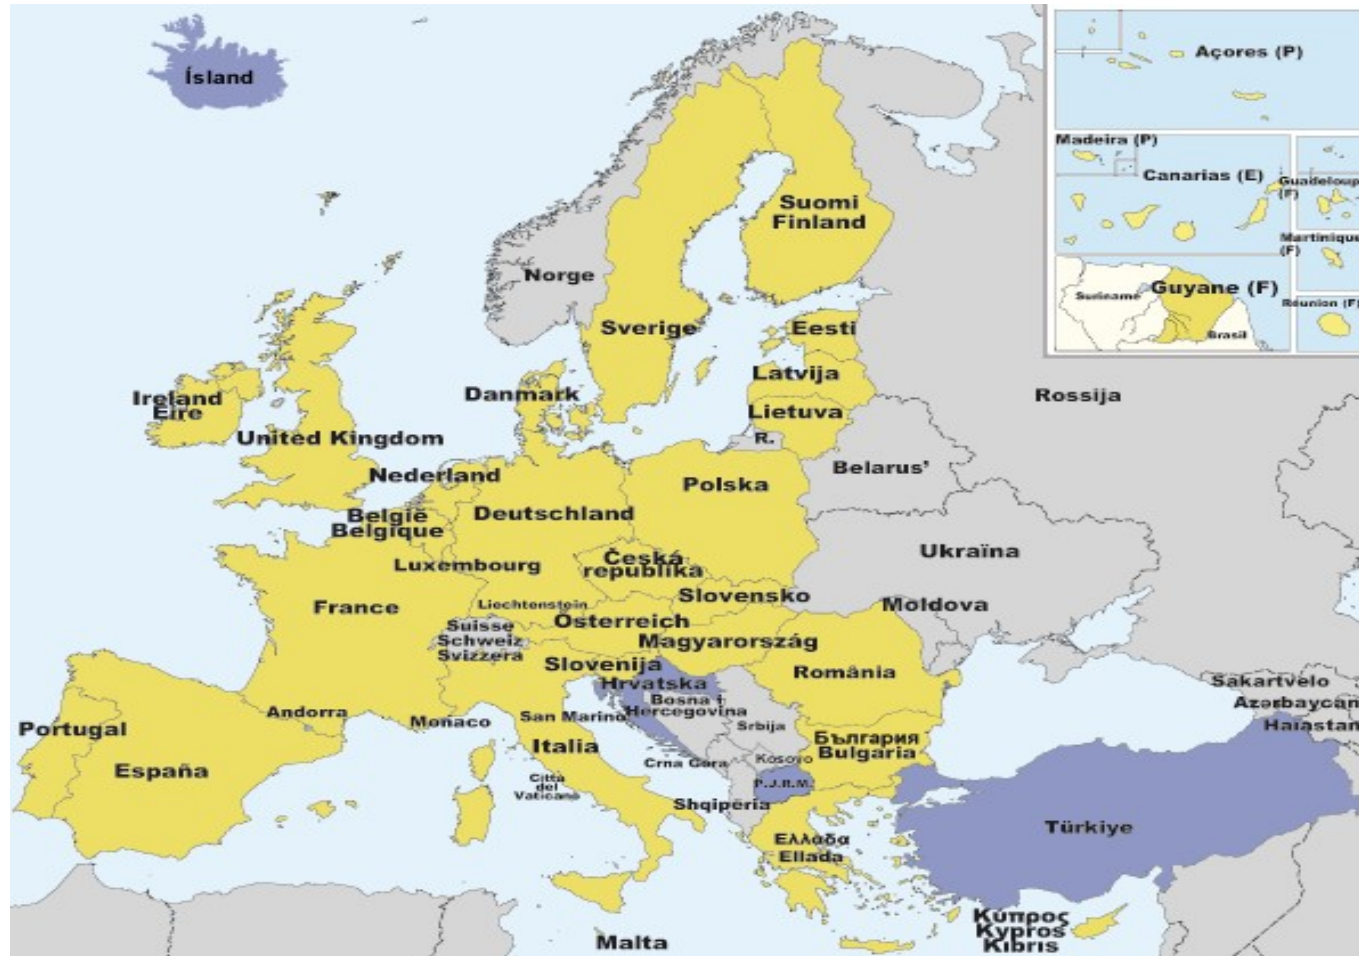 Ísland
Açores (P)
Madeira (P)
Canarias (E)
Guadeloup
(F)
Martinique
(F)
Suriname
Guyane (F)
Brasil
Réunion (F)
Suomi
Finland
Norge
Sverige
Eesti
Latvija
Lietuva
R.
Danmark
Ireland
Éire
United Kingdom
Nederland
België
Belgique
Luxembourg
Deutschland
Polska
Belarus’
Rossija
Ukraïna
Moldova
Česká
republika
Slovensko
Liechtenstein
Österreich
Magyarország
France
Suisse
Schweiz
Svizzera
Slovenija
Hrvatska
Bosna i
Hercegovina
România
Srbija
Crna Gora
Kosovo
P.J.R.M.
България
Bulgaria
Sakartvelo
Azərbaycan
Haiastan
Portugal
España
Andorra
Monaco
San Marino
Italia
Città
del
Vaticano
Shqipëria
Ελλάδα
Ellada
Türkiye
Malta
Κύπρος
Kypros
Kıbrıs